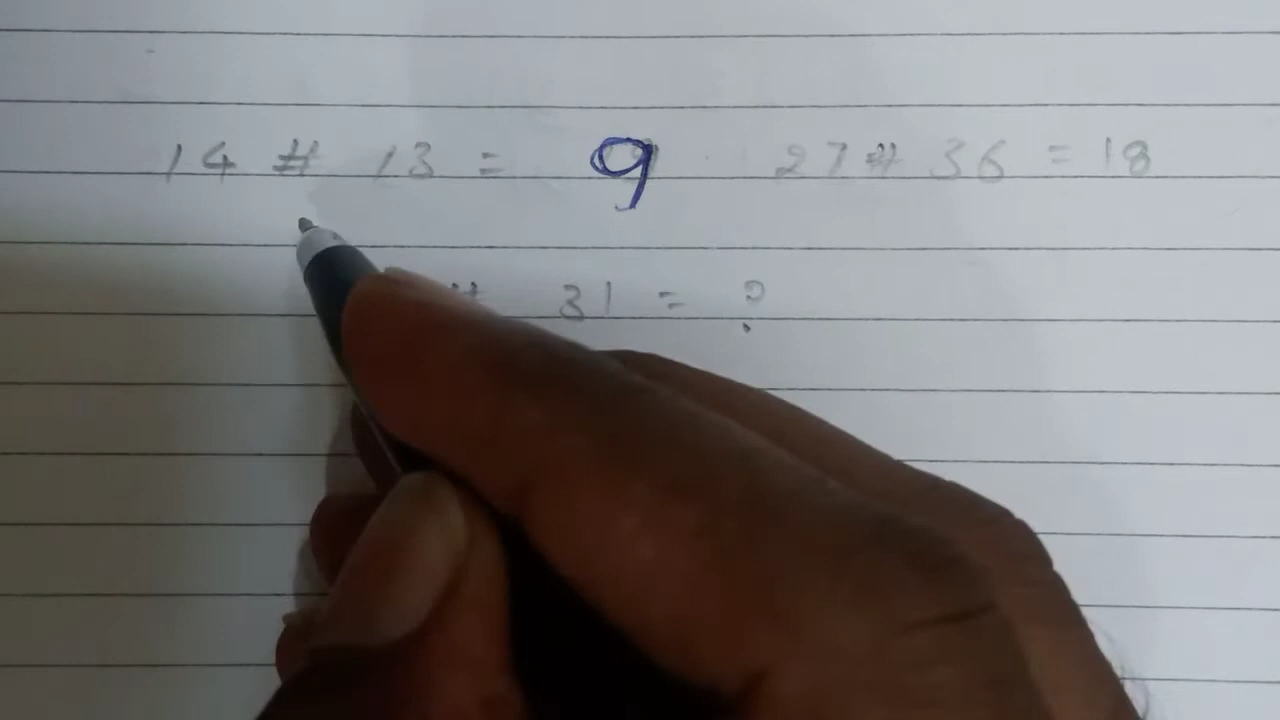 14 # 13 = 9 27 # 36 = 18
# 31 = ?